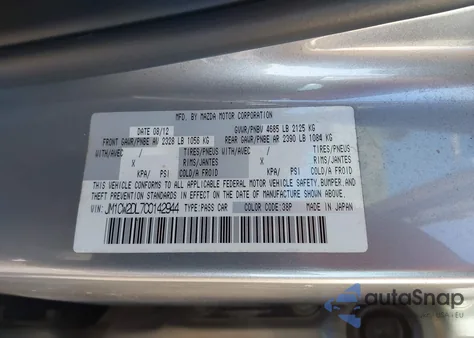 MFD. BY MAZDA MOTOR CORPORATION
DATE 08/12 GVWR/PNBV 4685 LB 2125 KG
FRONT GAWR/PNBE AV 2328 LB 1056 KG REAR GAWR/PNBE AR 2390 LB 1084 KG
WITH/AVEC / TIRES/PNEUS WITH/AVEC / TIRES/PNEUS
X RIMS/JANTES X RIMS/JANTES
KPA/ PSI COLD/A FROID KPA/ PSI COLD/A FROID
THIS VEHICLE CONFORMS TO ALL APPLICABLE FEDERAL MOTOR VEHICLE SAFETY,BUMPER,AND
THEFT PREVENTION STANDARDS IN EFFECT ON THE DATE OF MANUFACTURE SHOWN ABOVE.
VIN: JM1CW2DL7C0142944 TYPE:PASS CAR COLOR CODE:38P MADE IN JAPAN
autoSnap
EU